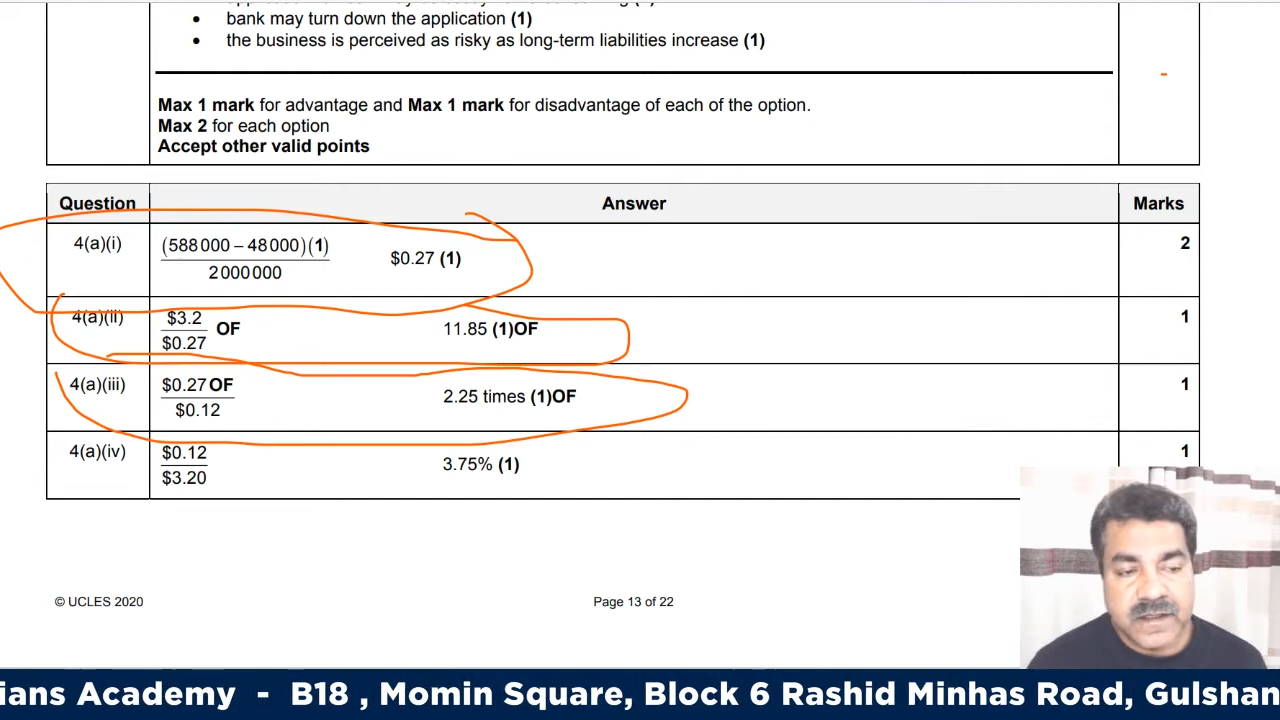 • bank may turn down the application (1)
• the business is perceived as risky as long-term liabilities increase (1)
Max 1 mark for advantage and Max 1 mark for disadvantage of each of the option.
Max 2 for each option
Accept other valid points
Question Answer Marks
4(a)(i) (588 000 – 48 000)(1) / 2 000 000 $0.27 (1) 2
4(a)(ii) $3.2 / $0.27 OF 11.85 (1)OF 1
4(a)(iii) $0.27 OF / $0.12 2.25 times (1)OF 1
4(a)(iv) $0.12 / $3.20 3.75% (1) 1
© UCLES 2020 Page 13 of 22
ians Academy - B18 , Momin Square, Block 6 Rashid Minhas Road, Gulshan